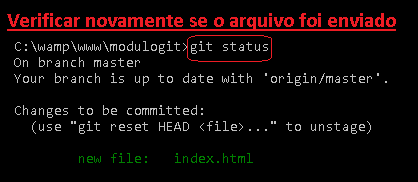 Verificar novamente se o arquivo foi enviado
C:\wamp\www\modulogit>git status
On branch master
Your branch is up to date with 'origin/master'.
Changes to be committed:
(use "git reset HEAD <file>..." to unstage)
new file: index.html